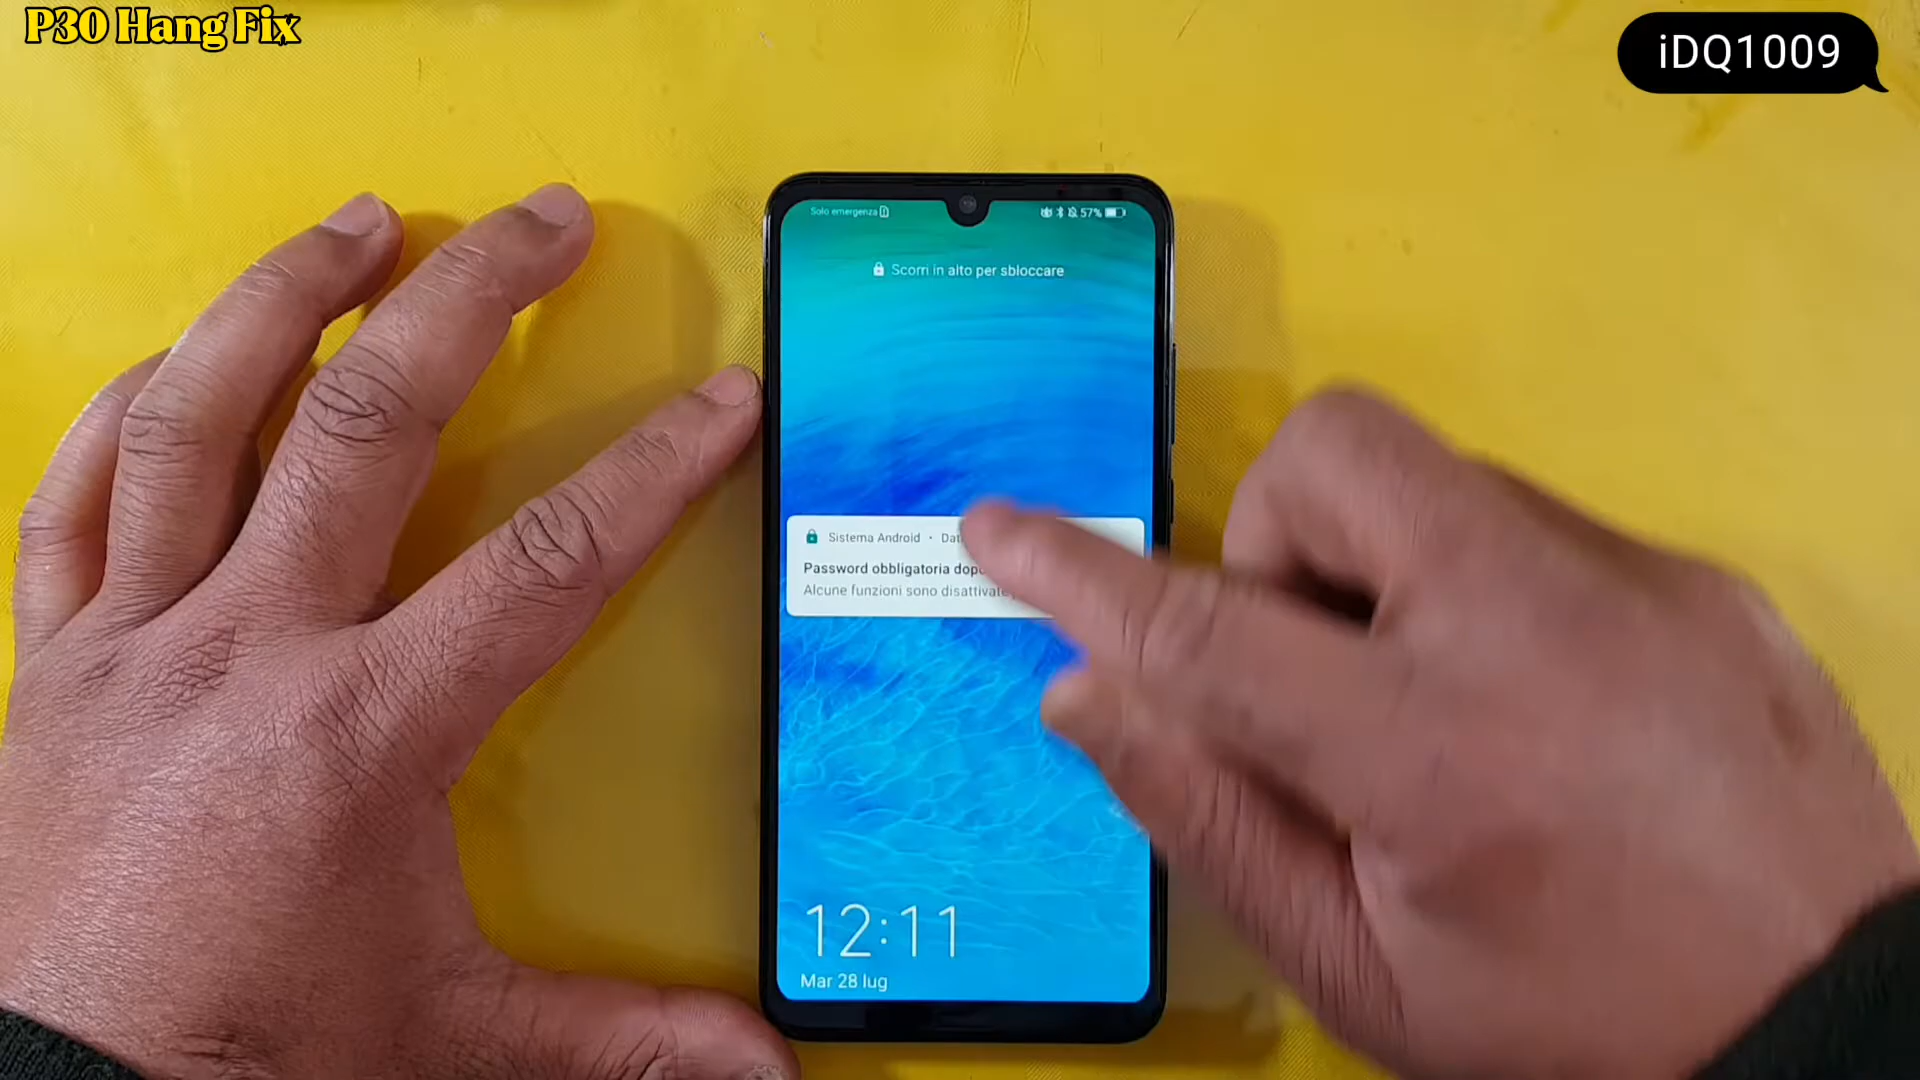 P30 Hang Fix
iDQ1009
Solo emergenza
57%
Scorri in alto per sbloccare
Sistema Android •
Password obbligatoria
Alcune funzioni sono disattivate
12:11
Mar 28 lug